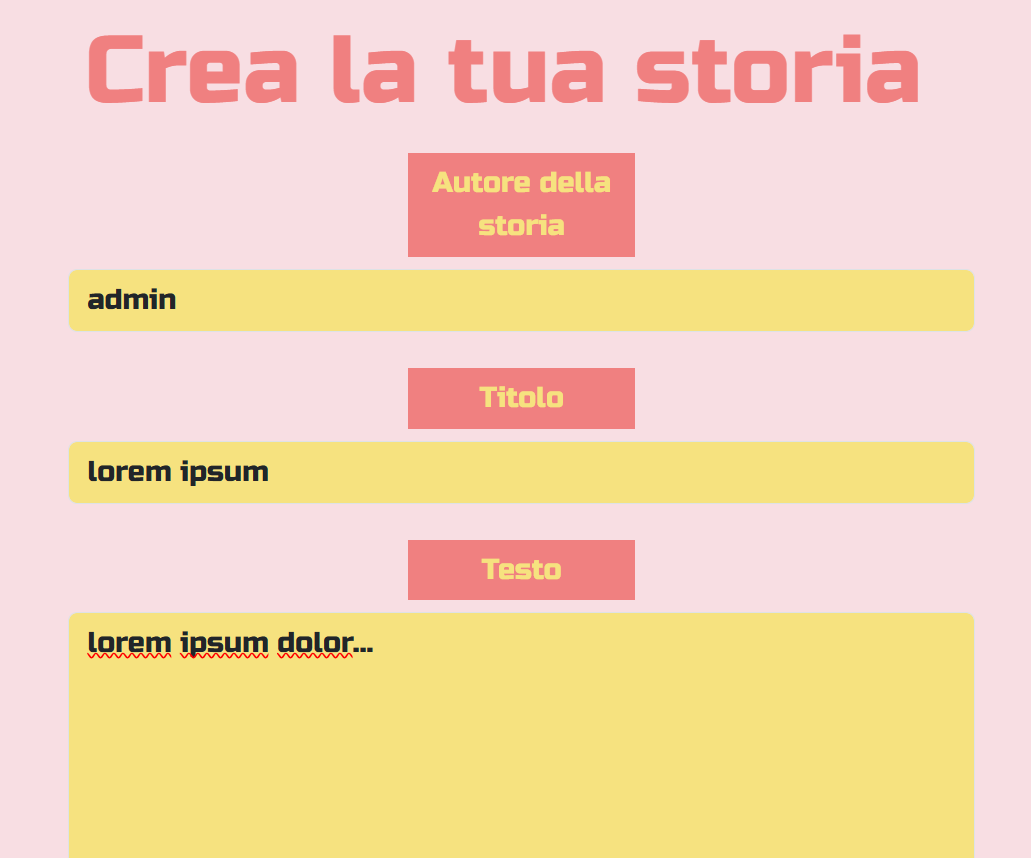 Crea la tua storia
Autore della
storia
admin
Titolo
lorem ipsum
Testo
lorem ipsum dolor...